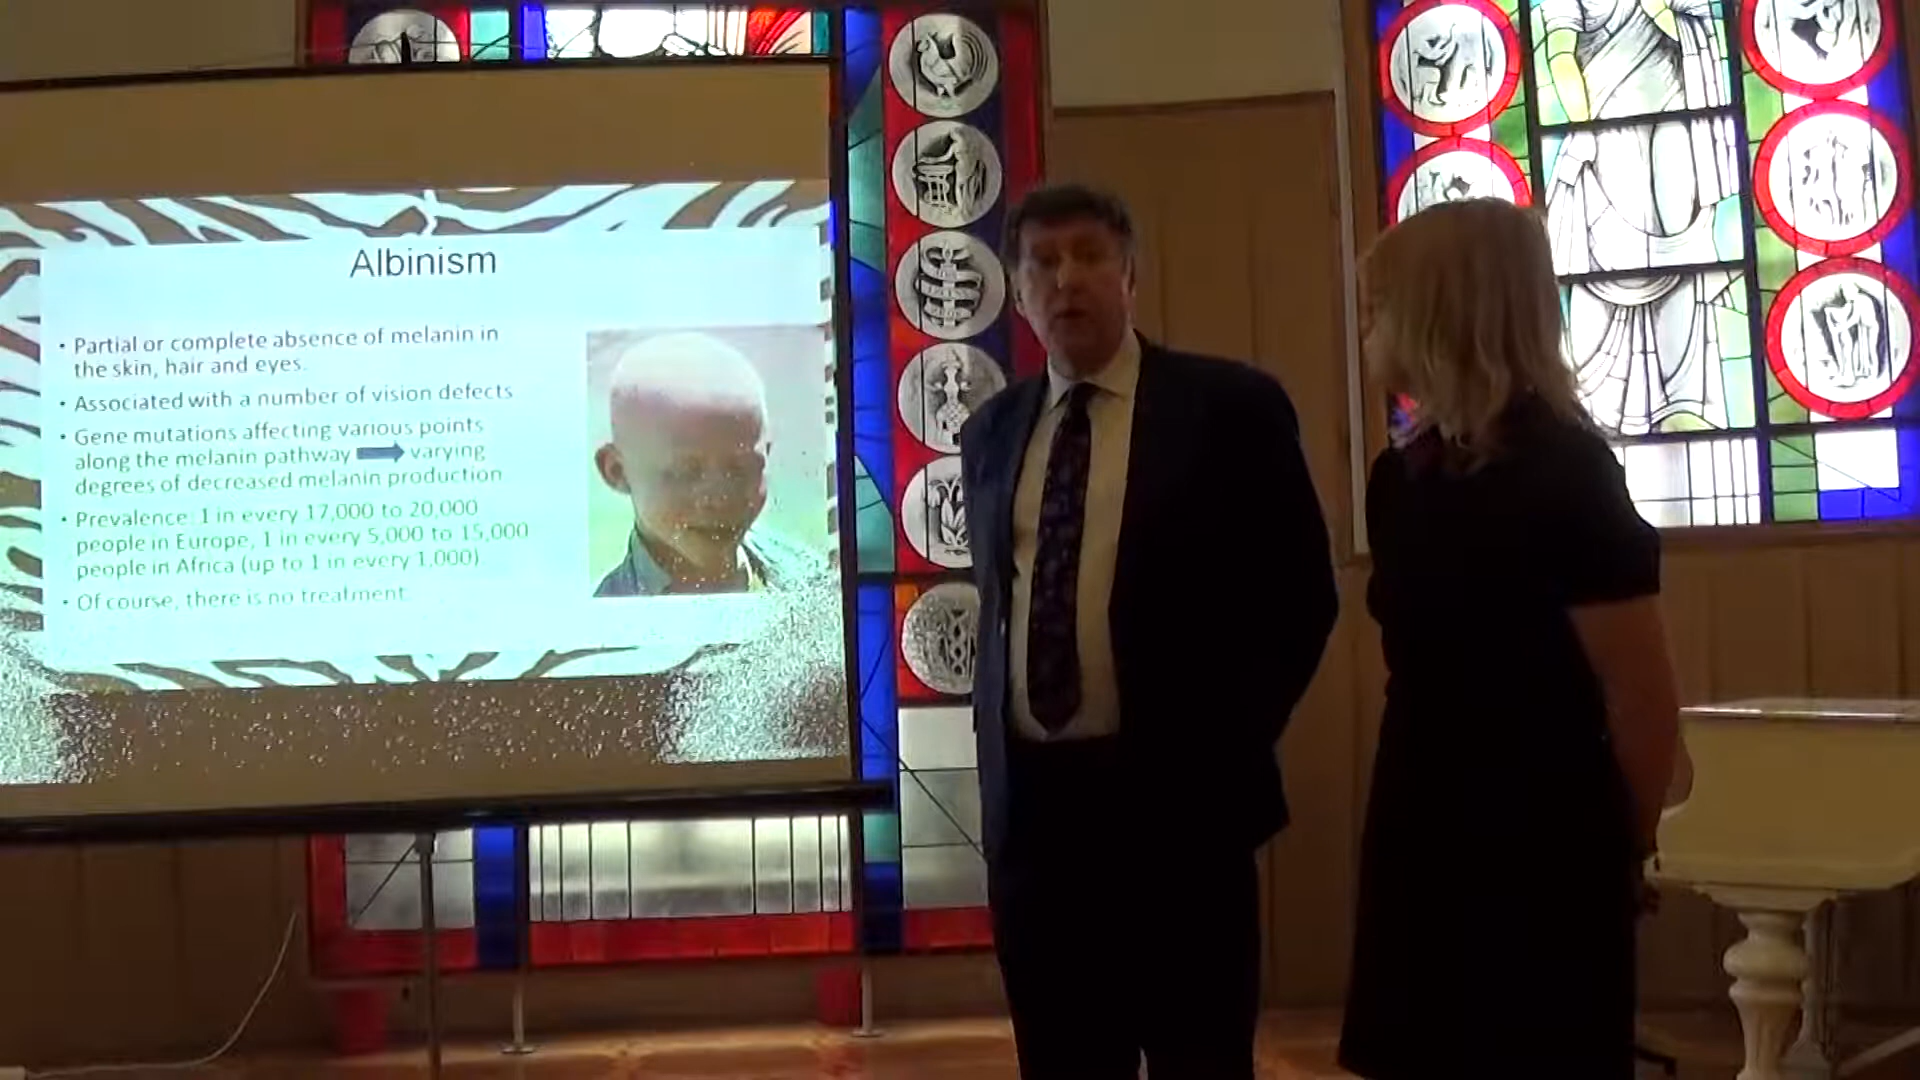 Albinism
• Partial or complete absence of melanin in
the skin, hair and eyes.
• Associated with a number of vision defects
• Gene mutations affecting various points
along the melanin pathway ➡ varying
degrees of decreased melanin production
• Prevalence: 1 in every 17,000 to 20,000
people in Europe, 1 in every 5,000 to 15,000
people in Africa (up to 1 in every 1,000)
• Of course, there is no treatment